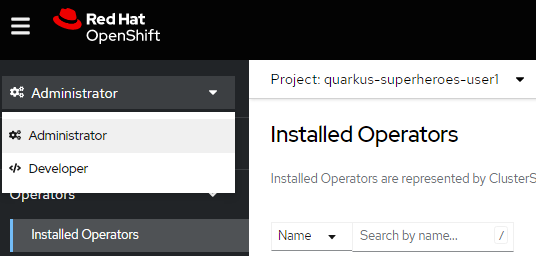 Red Hat
OpenShift
Administrator
Administrator
Developer
Operators
Installed Operators
Project: quarkus-superheroes-user1
Installed Operators
Installed Operators are represented by ClusterS
Name
Search by name...
/